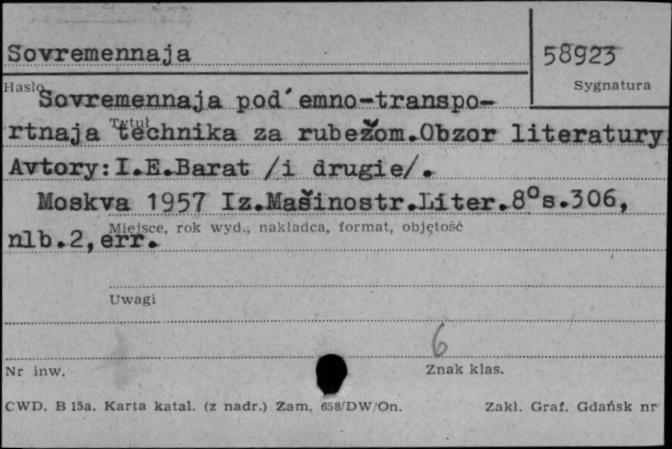 Sovremennaja
58923
Hasło
Sygnatura
Sovremennaja pod'emno-transpo-
Tytuł
rtnaja technika za rubežom.Obzor literatury
Avtory:I.E.Barat /i drugie/.
Moskva 1957 Iz.Mašinostr.Liter.8°s.306,
Miejsce, rok wyd., nakładca, format, objętość
nlb.2,err.
Uwagi
6
Nr inw.
Znak klas.
CWD. B 15a. Karta katal. (z nadr.) Zam. 658/DW/On.
Zakł. Graf. Gdańsk nr